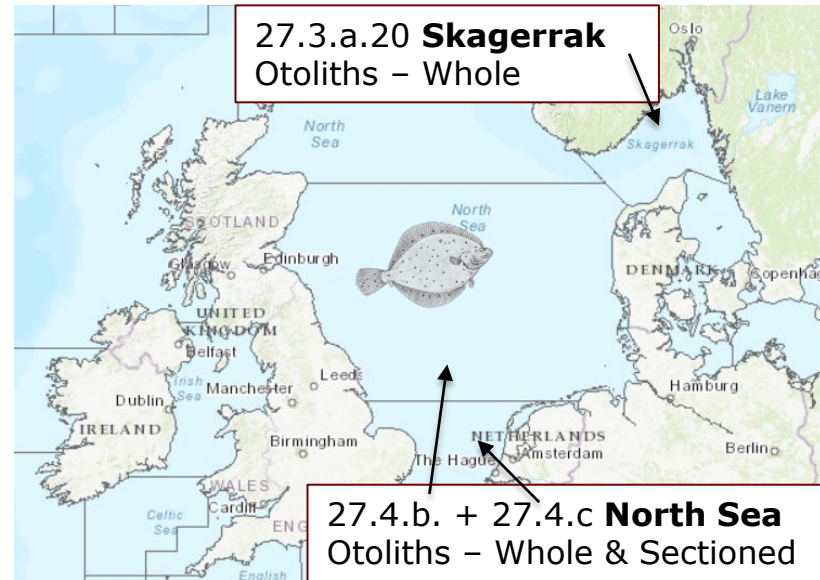 27.3.a.20 Skagerrak
Otoliths – Whole
Oslo
Lake
Vanern
North
Sea
Skagerrak
North
Sea
SCOTLAND
Glasgow
Edinburgh
DENMARK
Copenhag
UNITED
KINGDOM
Belfast
Leeds
Irish
Sea
Manchester
Hamburg
Dublin
IRELAND
NETHERLANDS
Birmingham
Amsterdam
Berlin
The Hague
WALES
Cardiff
ENG
Celtic
Sea
English
27.4.b. + 27.4.c North Sea
Otoliths – Whole & Sectioned